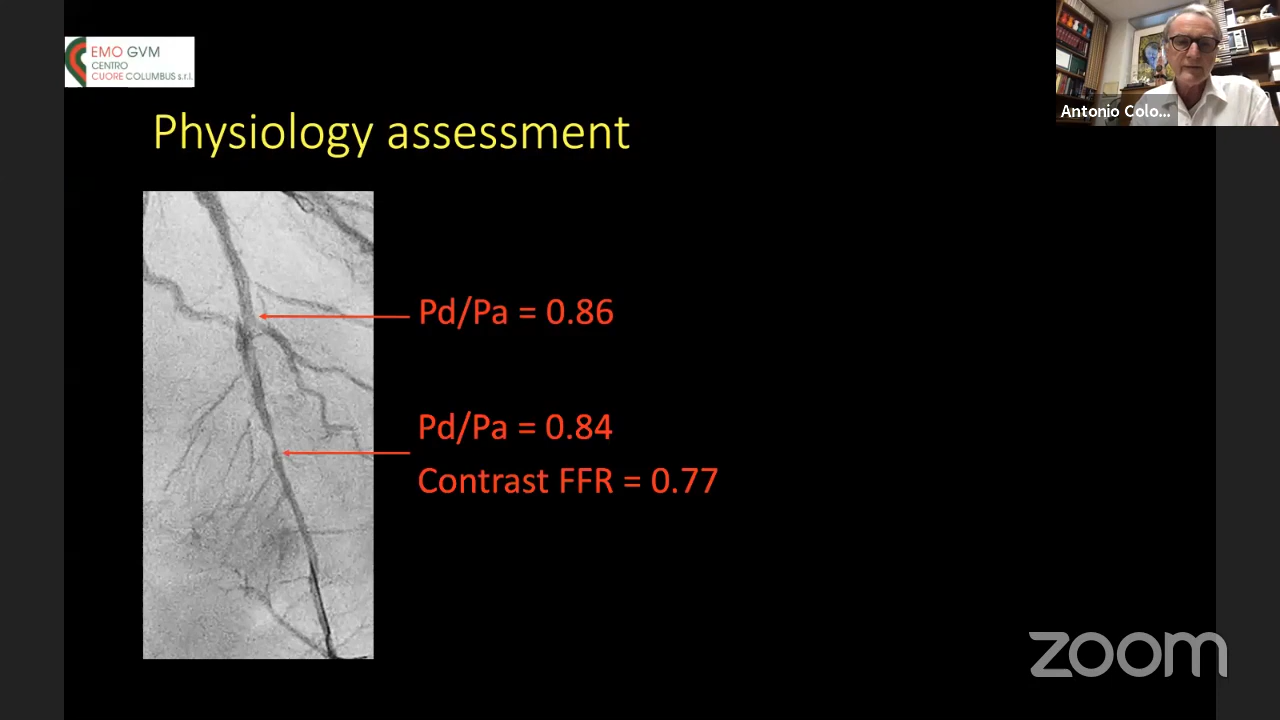 EMO GVM
CENTRO
CUORE COLUMBUS s.r.l.
Antonio Colo...
Physiology assessment
Pd/Pa = 0.86
Pd/Pa = 0.84
Contrast FFR = 0.77
zoom